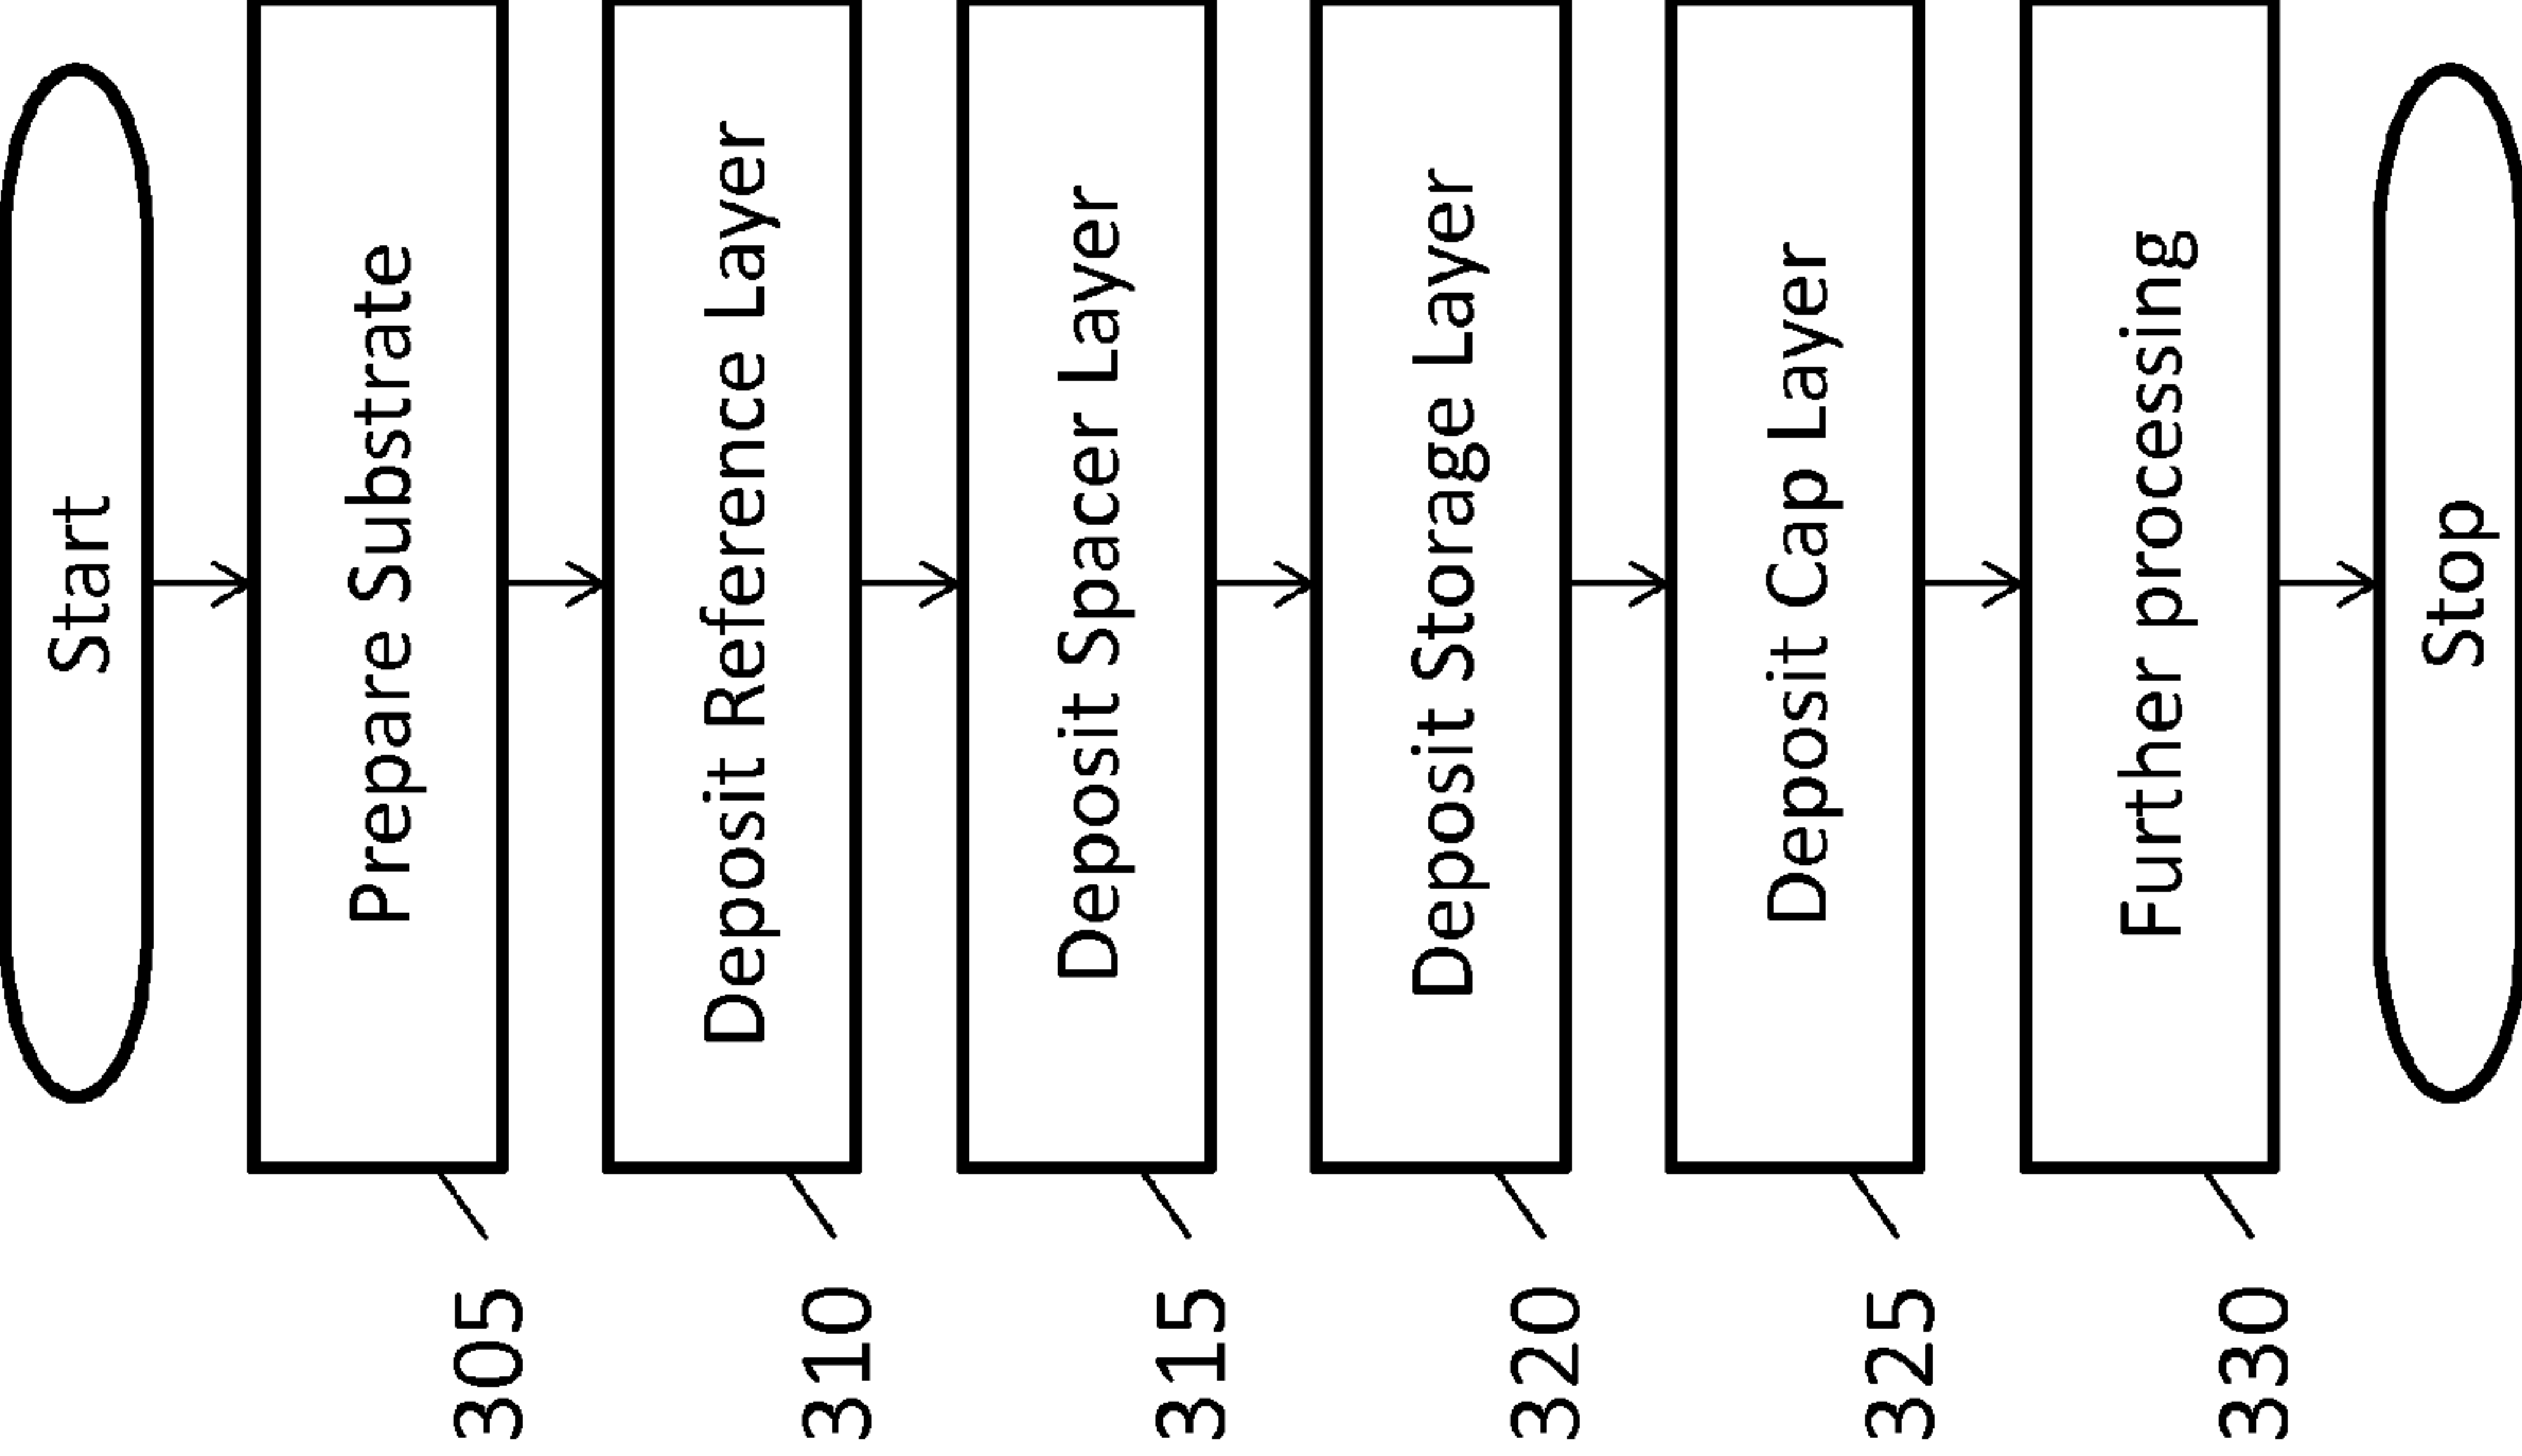 Start
Prepare Substrate
305
Deposit Reference Layer
310
Deposit Spacer Layer
315
Deposit Storage Layer
320
Deposit Cap Layer
325
Further processing
330
Stop